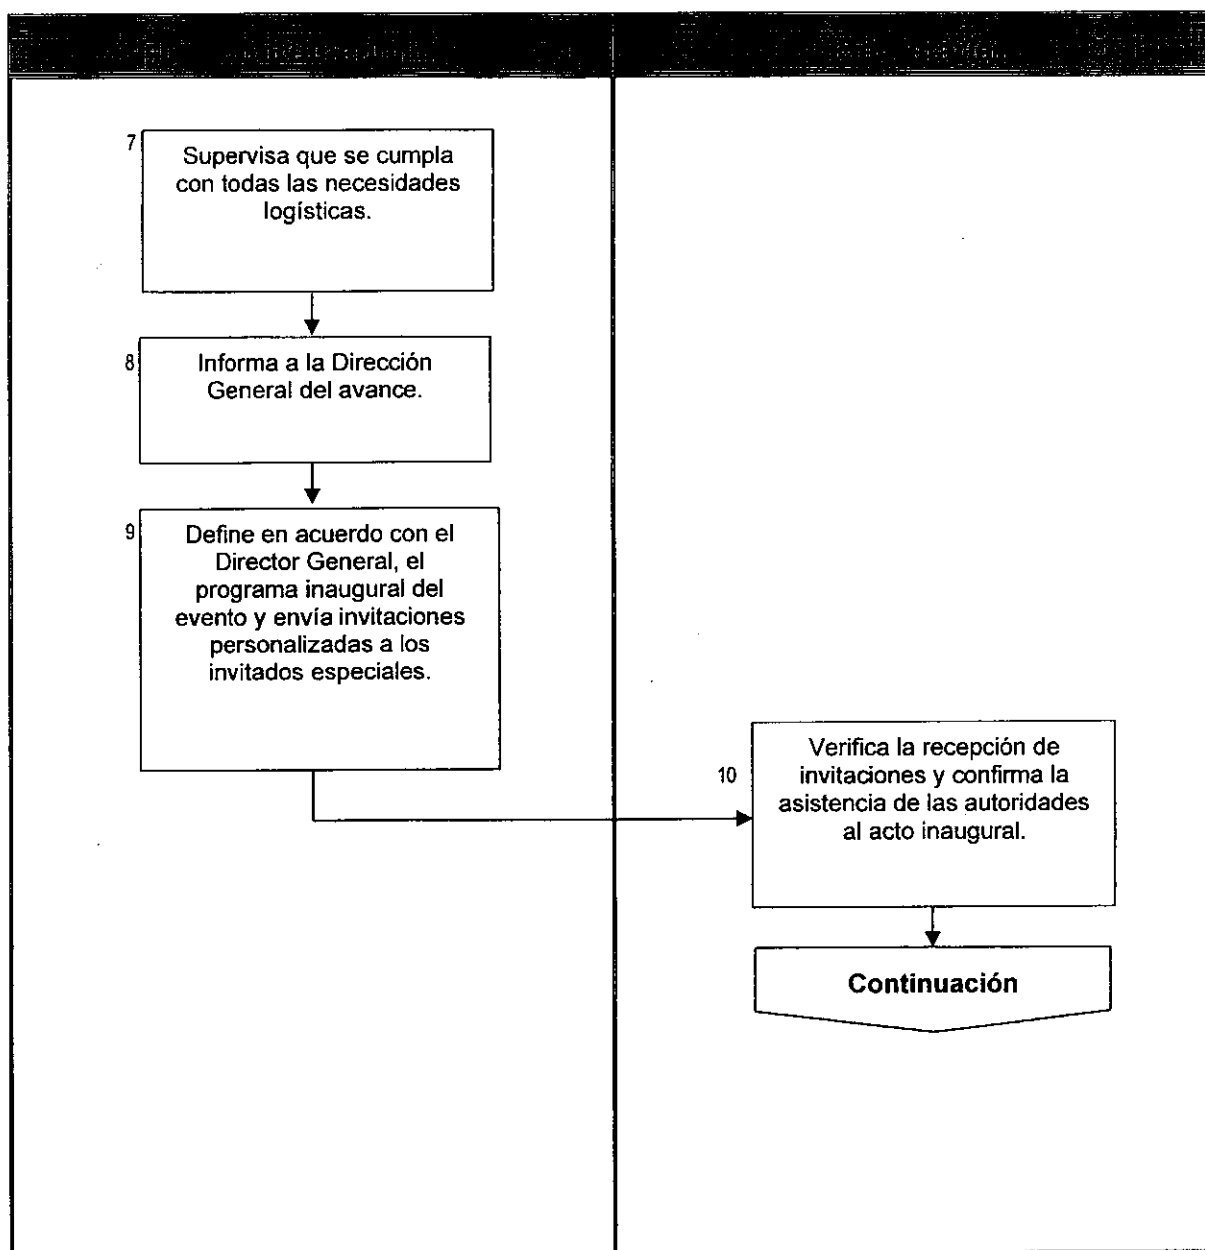 7
Supervisa que se cumpla
con todas las necesidades
logísticas.
8
Informa a la Dirección
General del avance.
9
Define en acuerdo con el
Director General, el
programa inaugural del
evento y envía invitaciones
personalizadas a los
invitados especiales.
10
Verifica la recepción de
invitaciones y confirma la
asistencia de las autoridades
al acto inaugural.
Continuación